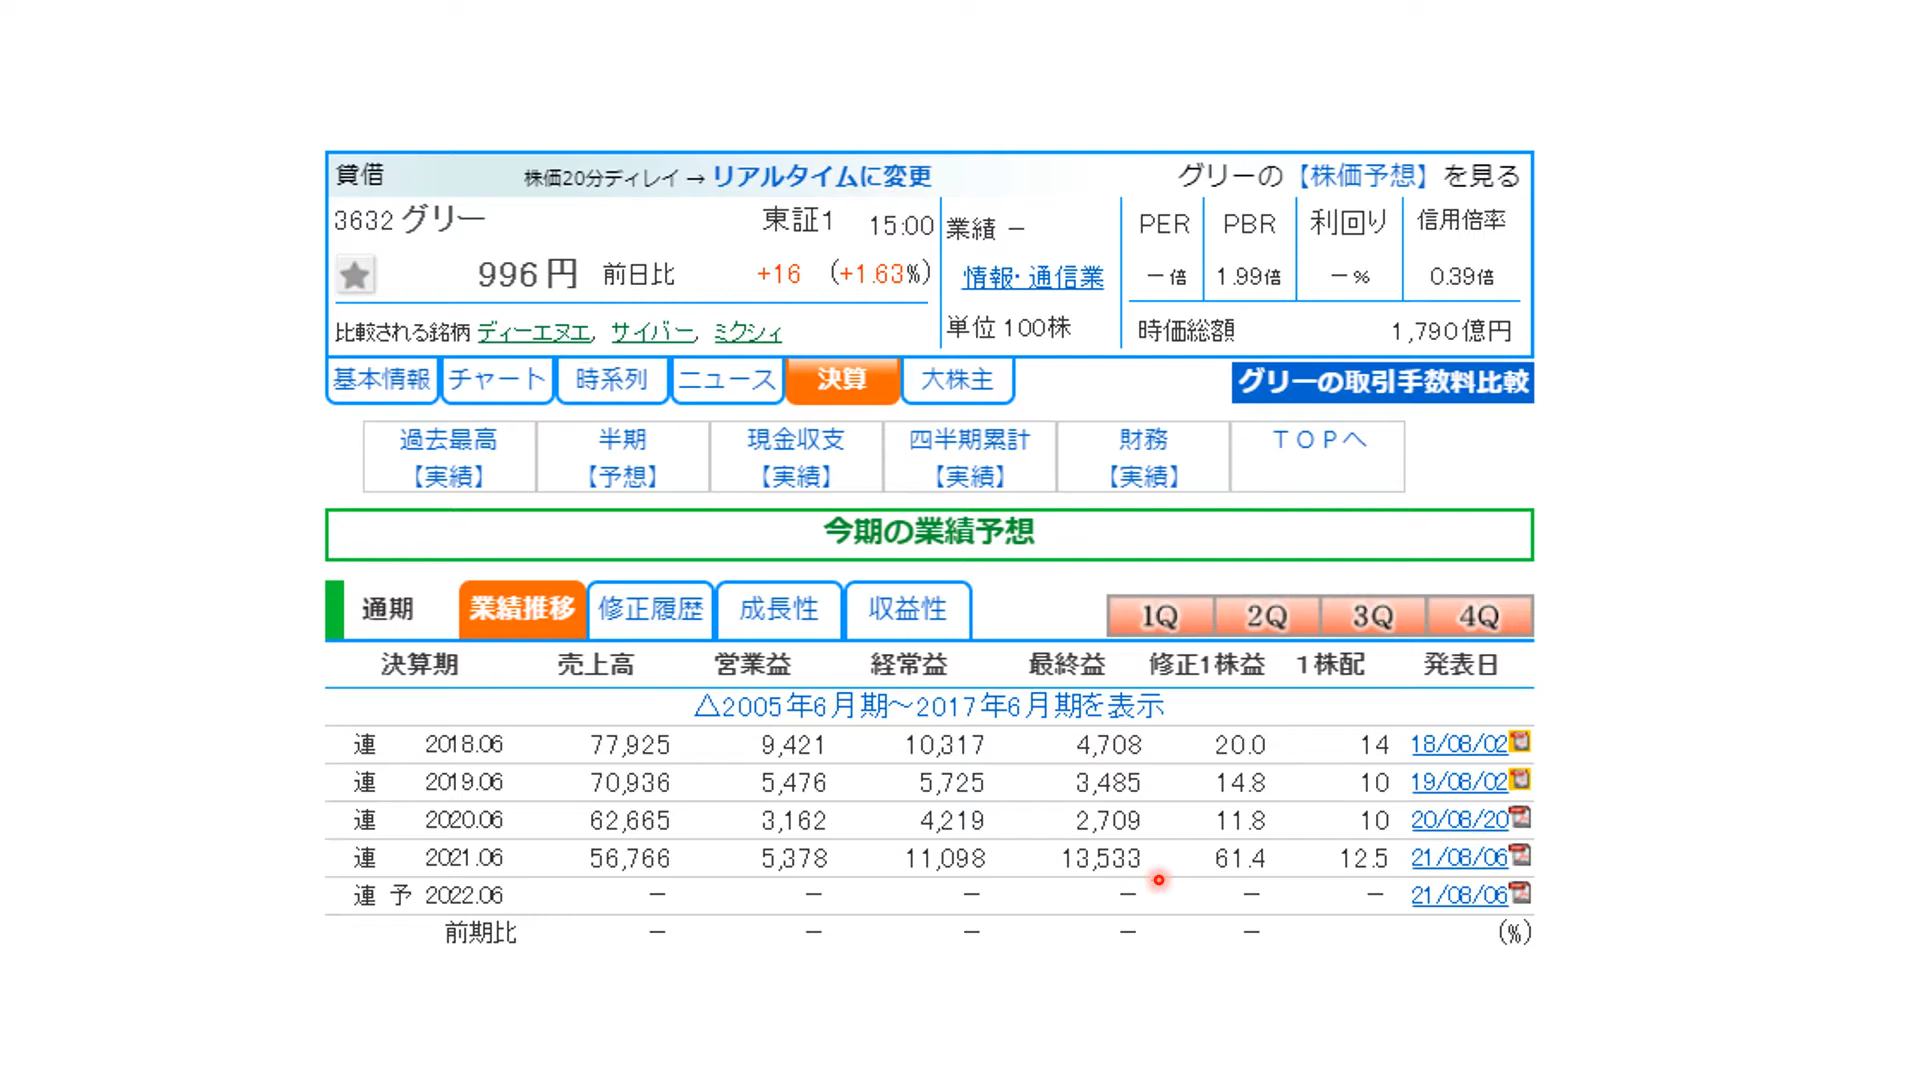 貸借 株価20分ディレイ → リアルタイムに変更 グリーの【株価予想】を見る
3632 グリー 東証1 15:00 業績 － PER PBR 利回り 信用倍率
996 円 前日比 +16 (+1.63%) 情報・通信業 － 倍 1.99倍 － % 0.39倍
比較される銘柄 ディーエヌエ, サイバー, ミクシィ 単位 100株 時価総額 1,790億円
基本情報 チャート 時系列 ニュース 決算 大株主 グリーの取引手数料比較
過去最高 半期 現金収支 四半期累計 財務 ＴＯＰへ
【実績】 【予想】 【実績】 【実績】 【実績】
今期の業績予想
通期 業績推移 修正履歴 成長性 収益性 1Q 2Q 3Q 4Q
決算期 売上高 営業益 経常益 最終益 修正1株益 1株配 発表日
△2005年6月期～2017年6月期を表示
連 2018.06 77,925 9,421 10,317 4,708 20.0 14 18/08/02
連 2019.06 70,936 5,476 5,725 3,485 14.8 10 19/08/02
連 2020.06 62,665 3,162 4,219 2,709 11.8 10 20/08/20
連 2021.06 56,766 5,378 11,098 13,533 61.4 12.5 21/08/06
連 予 2022.06 － － － － － － 21/08/06
前期比 － － － － － (%)